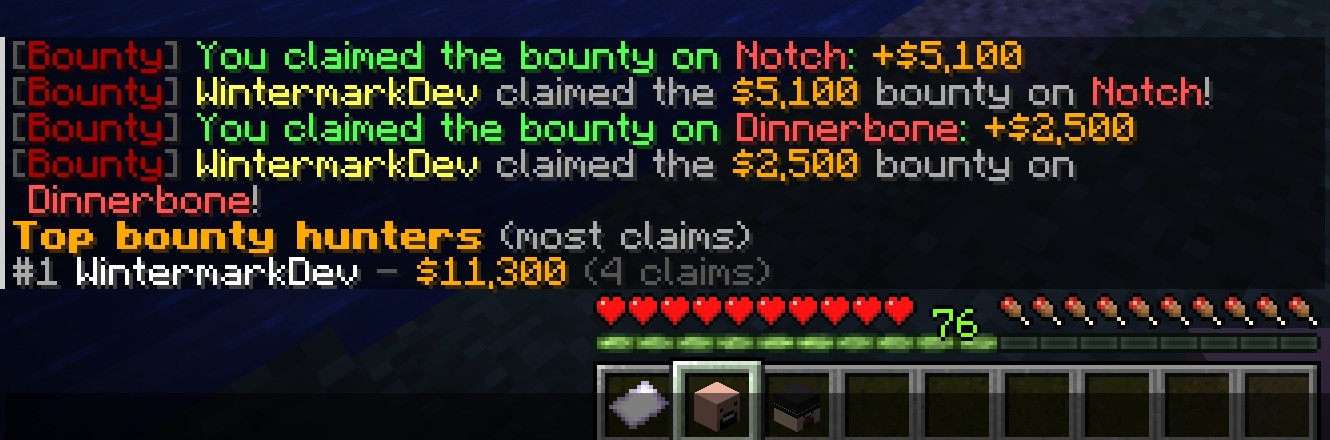 [Bounty] You claimed the bounty on Notch: +$5,100
[Bounty] WintermarkDev claimed the $5,100 bounty on Notch!
[Bounty] You claimed the bounty on Dinnerbone: +$2,500
[Bounty] WintermarkDev claimed the $2,500 bounty on
Dinnerbone!
Top bounty hunters (most claims)
#1 WintermarkDev – $11,300 (4 claims)
76